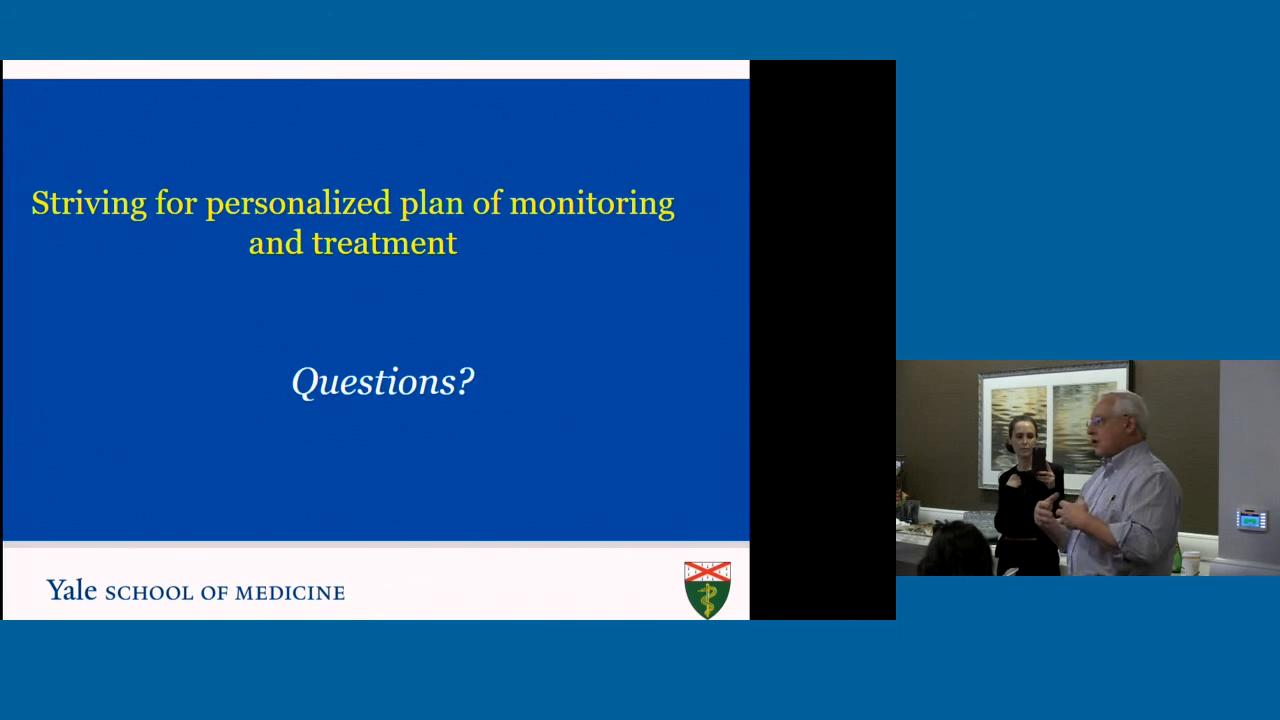 Striving for personalized plan of monitoring
and treatment
Questions?
Yale SCHOOL OF MEDICINE